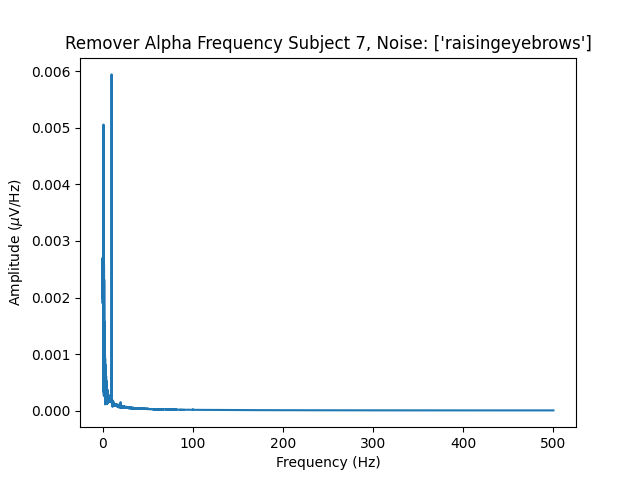 Remover Alpha Frequency Subject 7, Noise: ['raisingeyebrows']
0.006
0.005
0.004
0.003
0.002
0.001
0.000
Amplitude (μV/Hz)
0 100 200 300 400 500
Frequency (Hz)